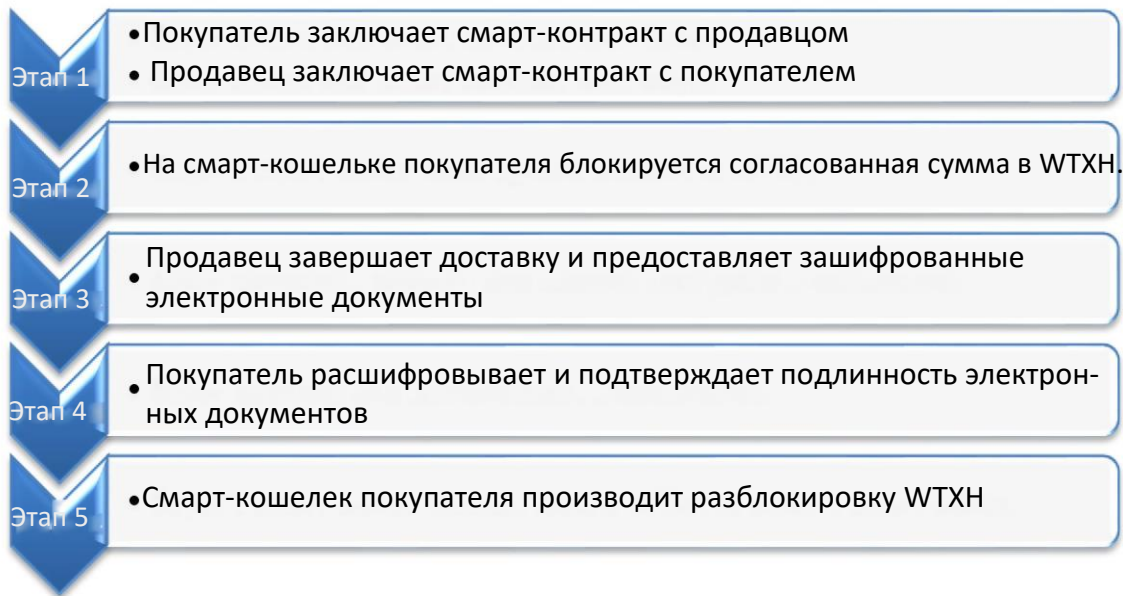 Этап 1
•Покупатель заключает смарт-контракт с продавцом
• Продавец заключает смарт-контракт с покупателем
Этап 2
•На смарт-кошельке покупателя блокируется согласованная сумма в WTXH.
Этап 3
• Продавец завершает доставку и предоставляет зашифрованные
электронные документы
Этап 4
• Покупатель расшифровывает и подтверждает подлинность электрон-
ных документов
Этап 5
•Смарт-кошелек покупателя производит разблокировку WTXH